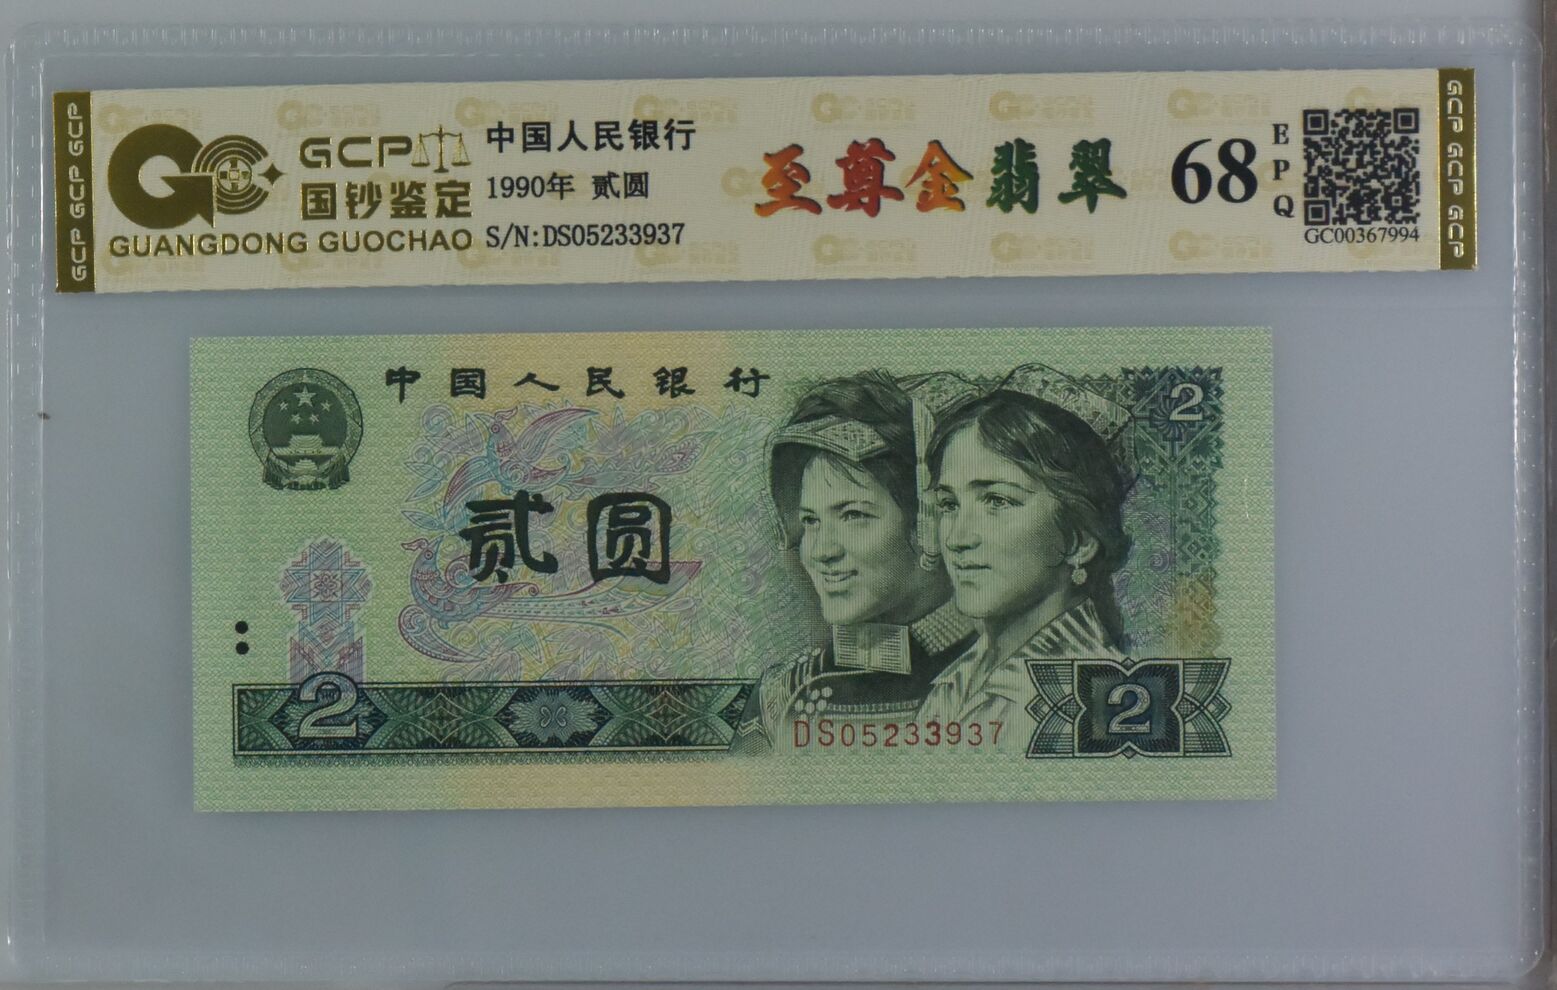 GCP GCP GCP
GCP
国钞鉴定
GUANGDONG GUOCHAO
中国人民银行
1990年 贰圆
S/N:DS05233937
至尊金翡翠
68
EPQ
GC00367994
GCP GCP GCP
中国人民银行
2
贰圆
2
DS05233937
2